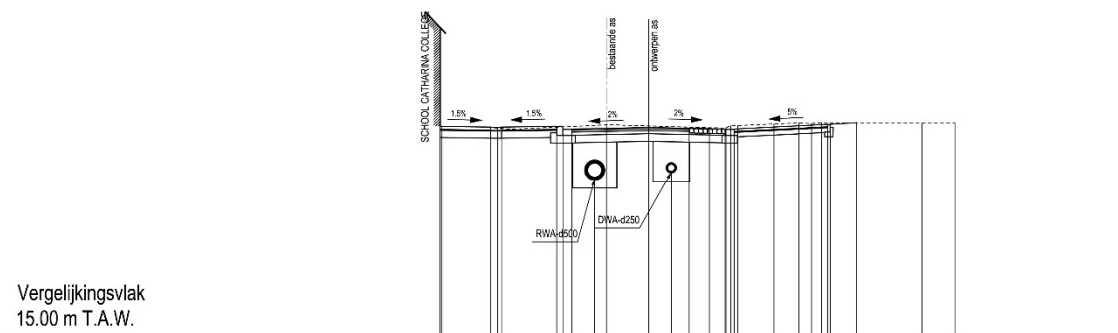 SCHOOL CATHARINA COLLEGE
bestaande as
ontwerpen as
1.5%
1.5%
2%
2%
5%
DWA-d250
RWA-d500
Vergelijkingsvlak
15.00 m T.A.W.